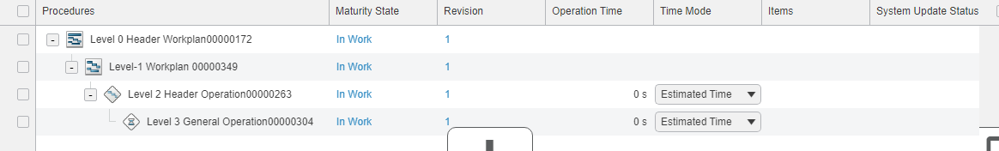 Procedures Maturity State Revision Operation Time Time Mode Items System Update Status
- Level 0 Header Workplan00000172 In Work 1
- Level-1 Workplan 00000349 In Work 1
- Level 2 Header Operation00000263 In Work 1 0 s Estimated Time
Level 3 General Operation00000304 In Work 1 0 s Estimated Time